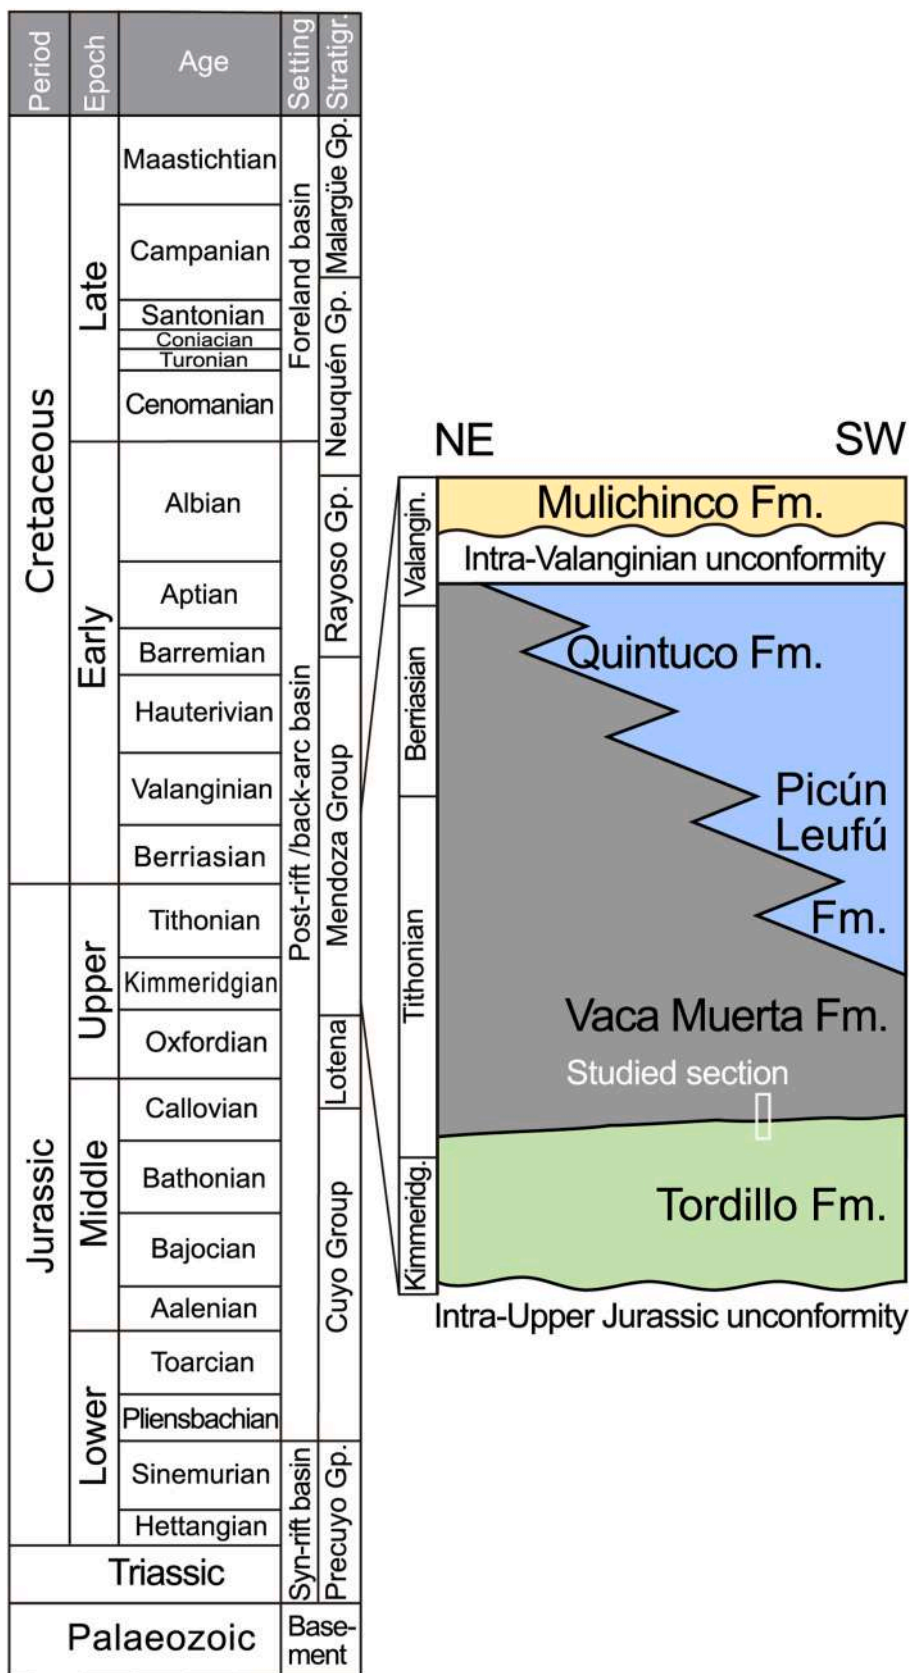 Period
Epoch
Age
Setting
Stratigr.
Cretaceous
Jurassic
Triassic
Palaeozoic
Late
Early
Upper
Middle
Lower
Maastichtian
Campanian
Santonian
Coniacian
Turonian
Cenomanian
Albian
Aptian
Barremian
Hauterivian
Valanginian
Berriasian
Tithonian
Kimmeridgian
Oxfordian
Callovian
Bathonian
Bajocian
Aalenian
Toarcian
Pliensbachian
Sinemurian
Hettangian
Foreland basin
Post-rift /back-arc basin
Syn-rift basin
Base-
ment
Malargüe Gp.
Neuquén Gp.
Rayoso Gp.
Mendoza Group
Lotena
Cuyo Group
Precuyo Gp.
NE
SW
Valangin.
Berriasian
Tithonian
Kimmeridg.
Mulichinco Fm.
Intra-Valanginian unconformity
Quintuco Fm.
Picún
Leufú
Fm.
Vaca Muerta Fm.
Studied section
Tordillo Fm.
Intra-Upper Jurassic unconformity